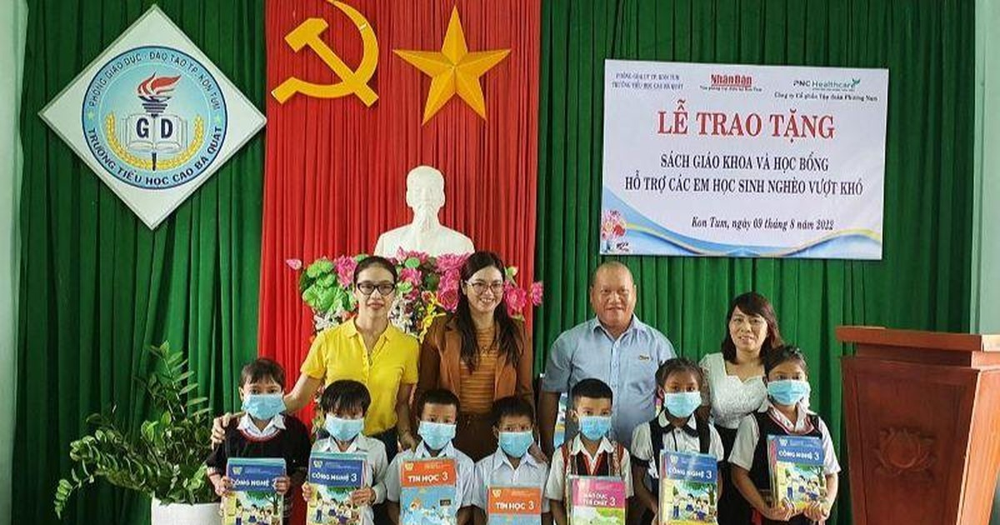 PHÒNG GIÁO DỤC - ĐÀO TẠO TP. KON TUM
GD
TRƯỜNG TIỂU HỌC CAO BÁ QUÁT
PHÒNG GD&ĐT TP. KON TUM
TRƯỜNG TIỂU HỌC CAO BÁ QUÁT
Nhân Dân
PNC Healthcare
Công ty Cổ phần Tập đoàn Phương Nam
LỄ TRAO TẶNG
SÁCH GIÁO KHOA VÀ HỌC BỔNG
HỖ TRỢ CÁC EM HỌC SINH NGHÈO VƯỢT KHÓ
Kon Tum, ngày 09 tháng 8 năm 2022
CÔNG NGHỆ
CÔNG NGHỆ 3
TIN HỌC 3
TIN HỌC 3
GIÁO DỤC
THỂ CHẤT 3
CÔNG NGHỆ 3
CÔNG NGHỆ 3